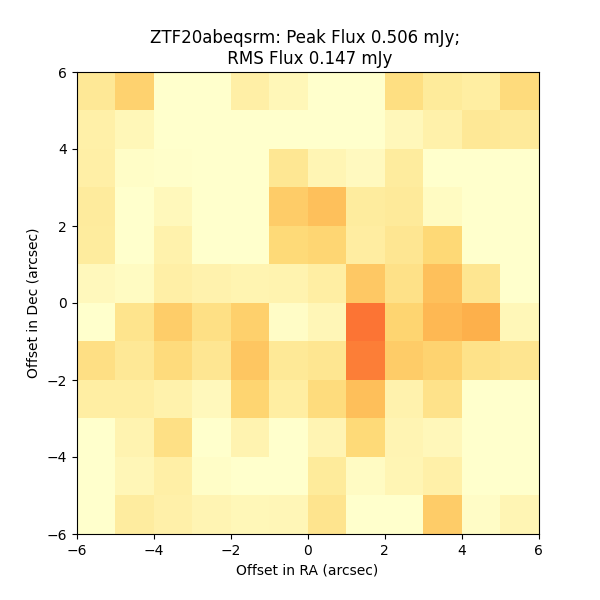 ZTF20abeqsrm: Peak Flux 0.506 mJy;
RMS Flux 0.147 mJy
6
4
2
0
−2
−4
−6
Offset in Dec (arcsec)
−6 −4 −2 0 2 4 6
Offset in RA (arcsec)